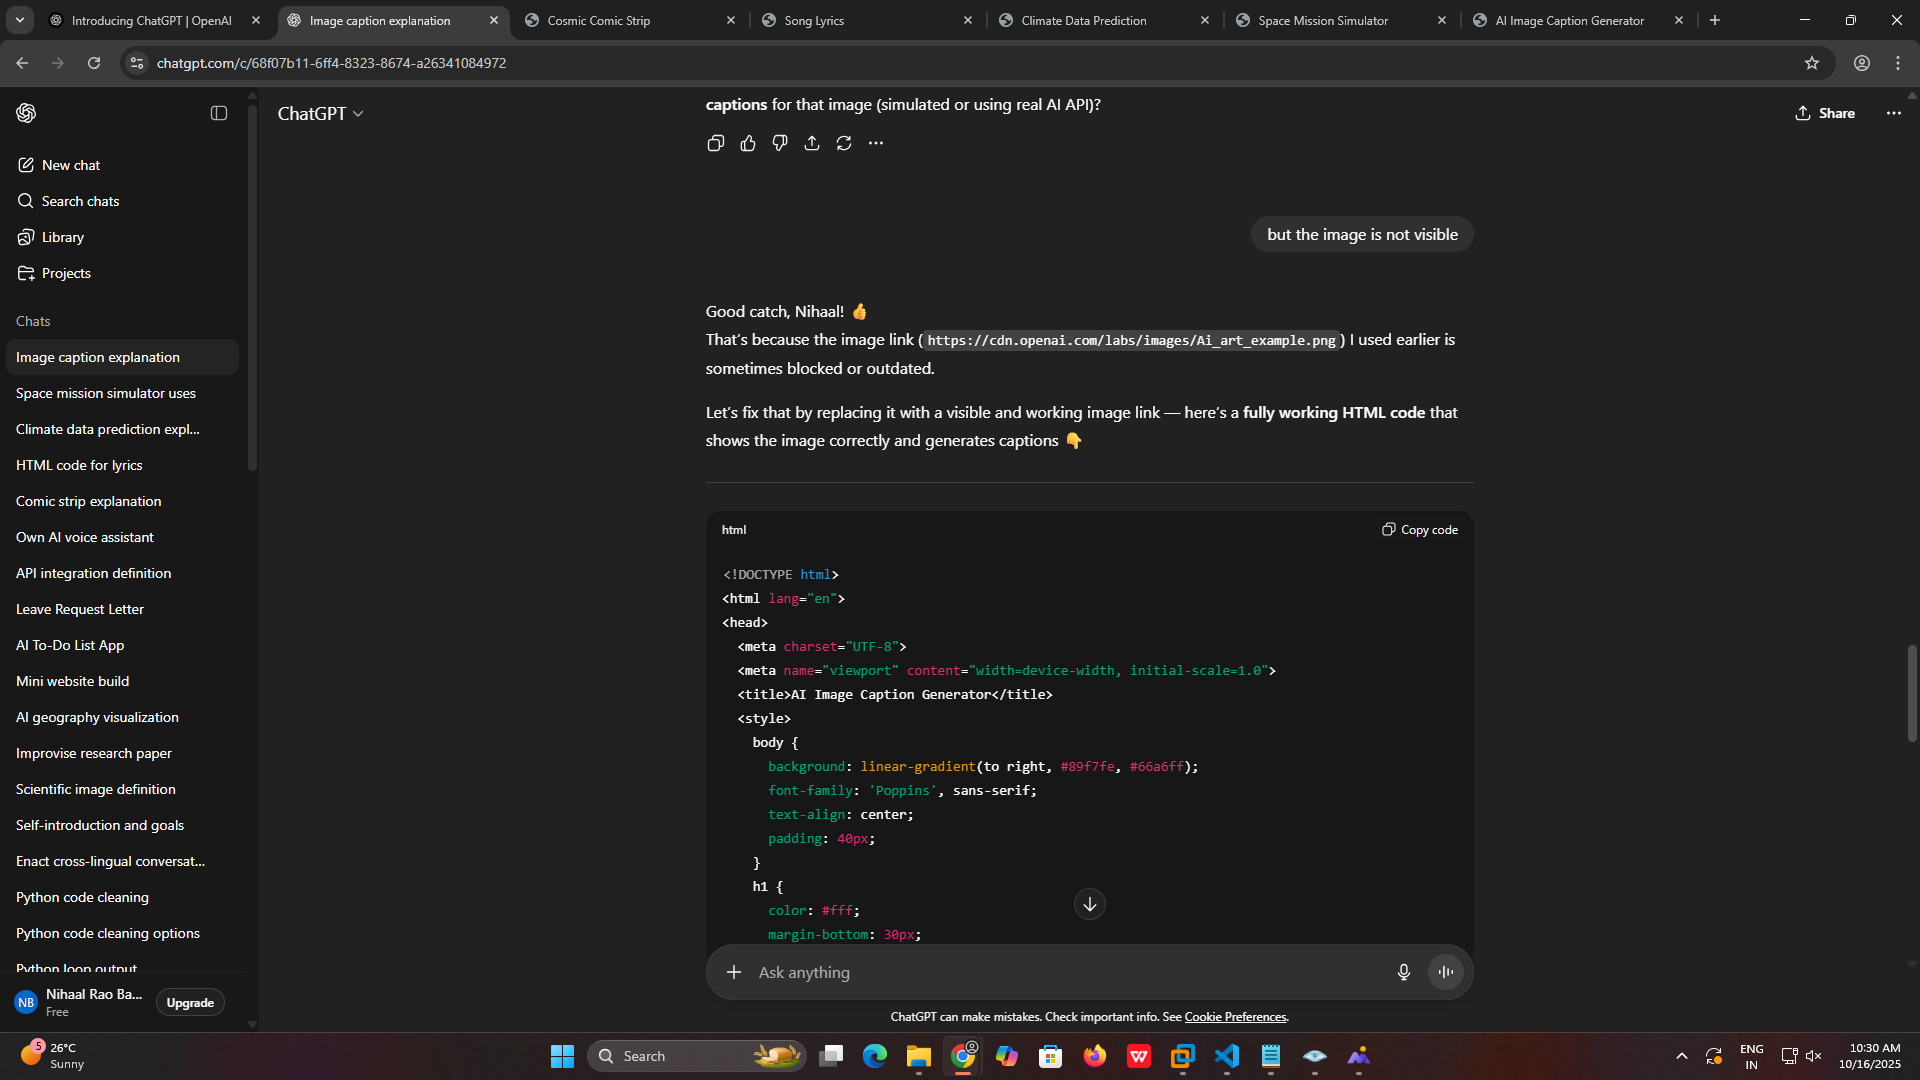 Introducing ChatGPT | OpenAI
Image caption explanation
Cosmic Comic Strip
Song Lyrics
Climate Data Prediction
Space Mission Simulator
AI Image Caption Generator
chatgpt.com/c/68f07b11-6ff4-8323-8674-a26341084972
New chat
Search chats
Library
Projects
Chats
Image caption explanation
Space mission simulator uses
Climate data prediction expl...
HTML code for lyrics
Comic strip explanation
Own AI voice assistant
API integration definition
Leave Request Letter
AI To-Do List App
Mini website build
AI geography visualization
Improvise research paper
Scientific image definition
Self-introduction and goals
Enact cross-lingual conversat...
Python code cleaning
Python code cleaning options
Python loop output
NB
Nihaal Rao Ba...
Free
Upgrade
ChatGPT
Share
captions for that image (simulated or using real AI API)?
but the image is not visible
Good catch, Nihaal! 👍
That's because the image link (https://cdn.openai.com/labs/images/Ai_art_example.png) I used earlier is
sometimes blocked or outdated.
Let's fix that by replacing it with a visible and working image link — here's a fully working HTML code that
shows the image correctly and generates captions 👇
html
Copy code
<!DOCTYPE html>
<html lang="en">
<head>
<meta charset="UTF-8">
<meta name="viewport" content="width=device-width, initial-scale=1.0">
<title>AI Image Caption Generator</title>
<style>
body {
background: linear-gradient(to right, #89f7fe, #66a6ff);
font-family: 'Poppins', sans-serif;
text-align: center;
padding: 40px;
}
h1 {
color: #fff;
margin-bottom: 30px;
Ask anything
ChatGPT can make mistakes. Check important info. See Cookie Preferences.
5
26°C
Sunny
Search
W
ENG
IN
10:30 AM
10/16/2025